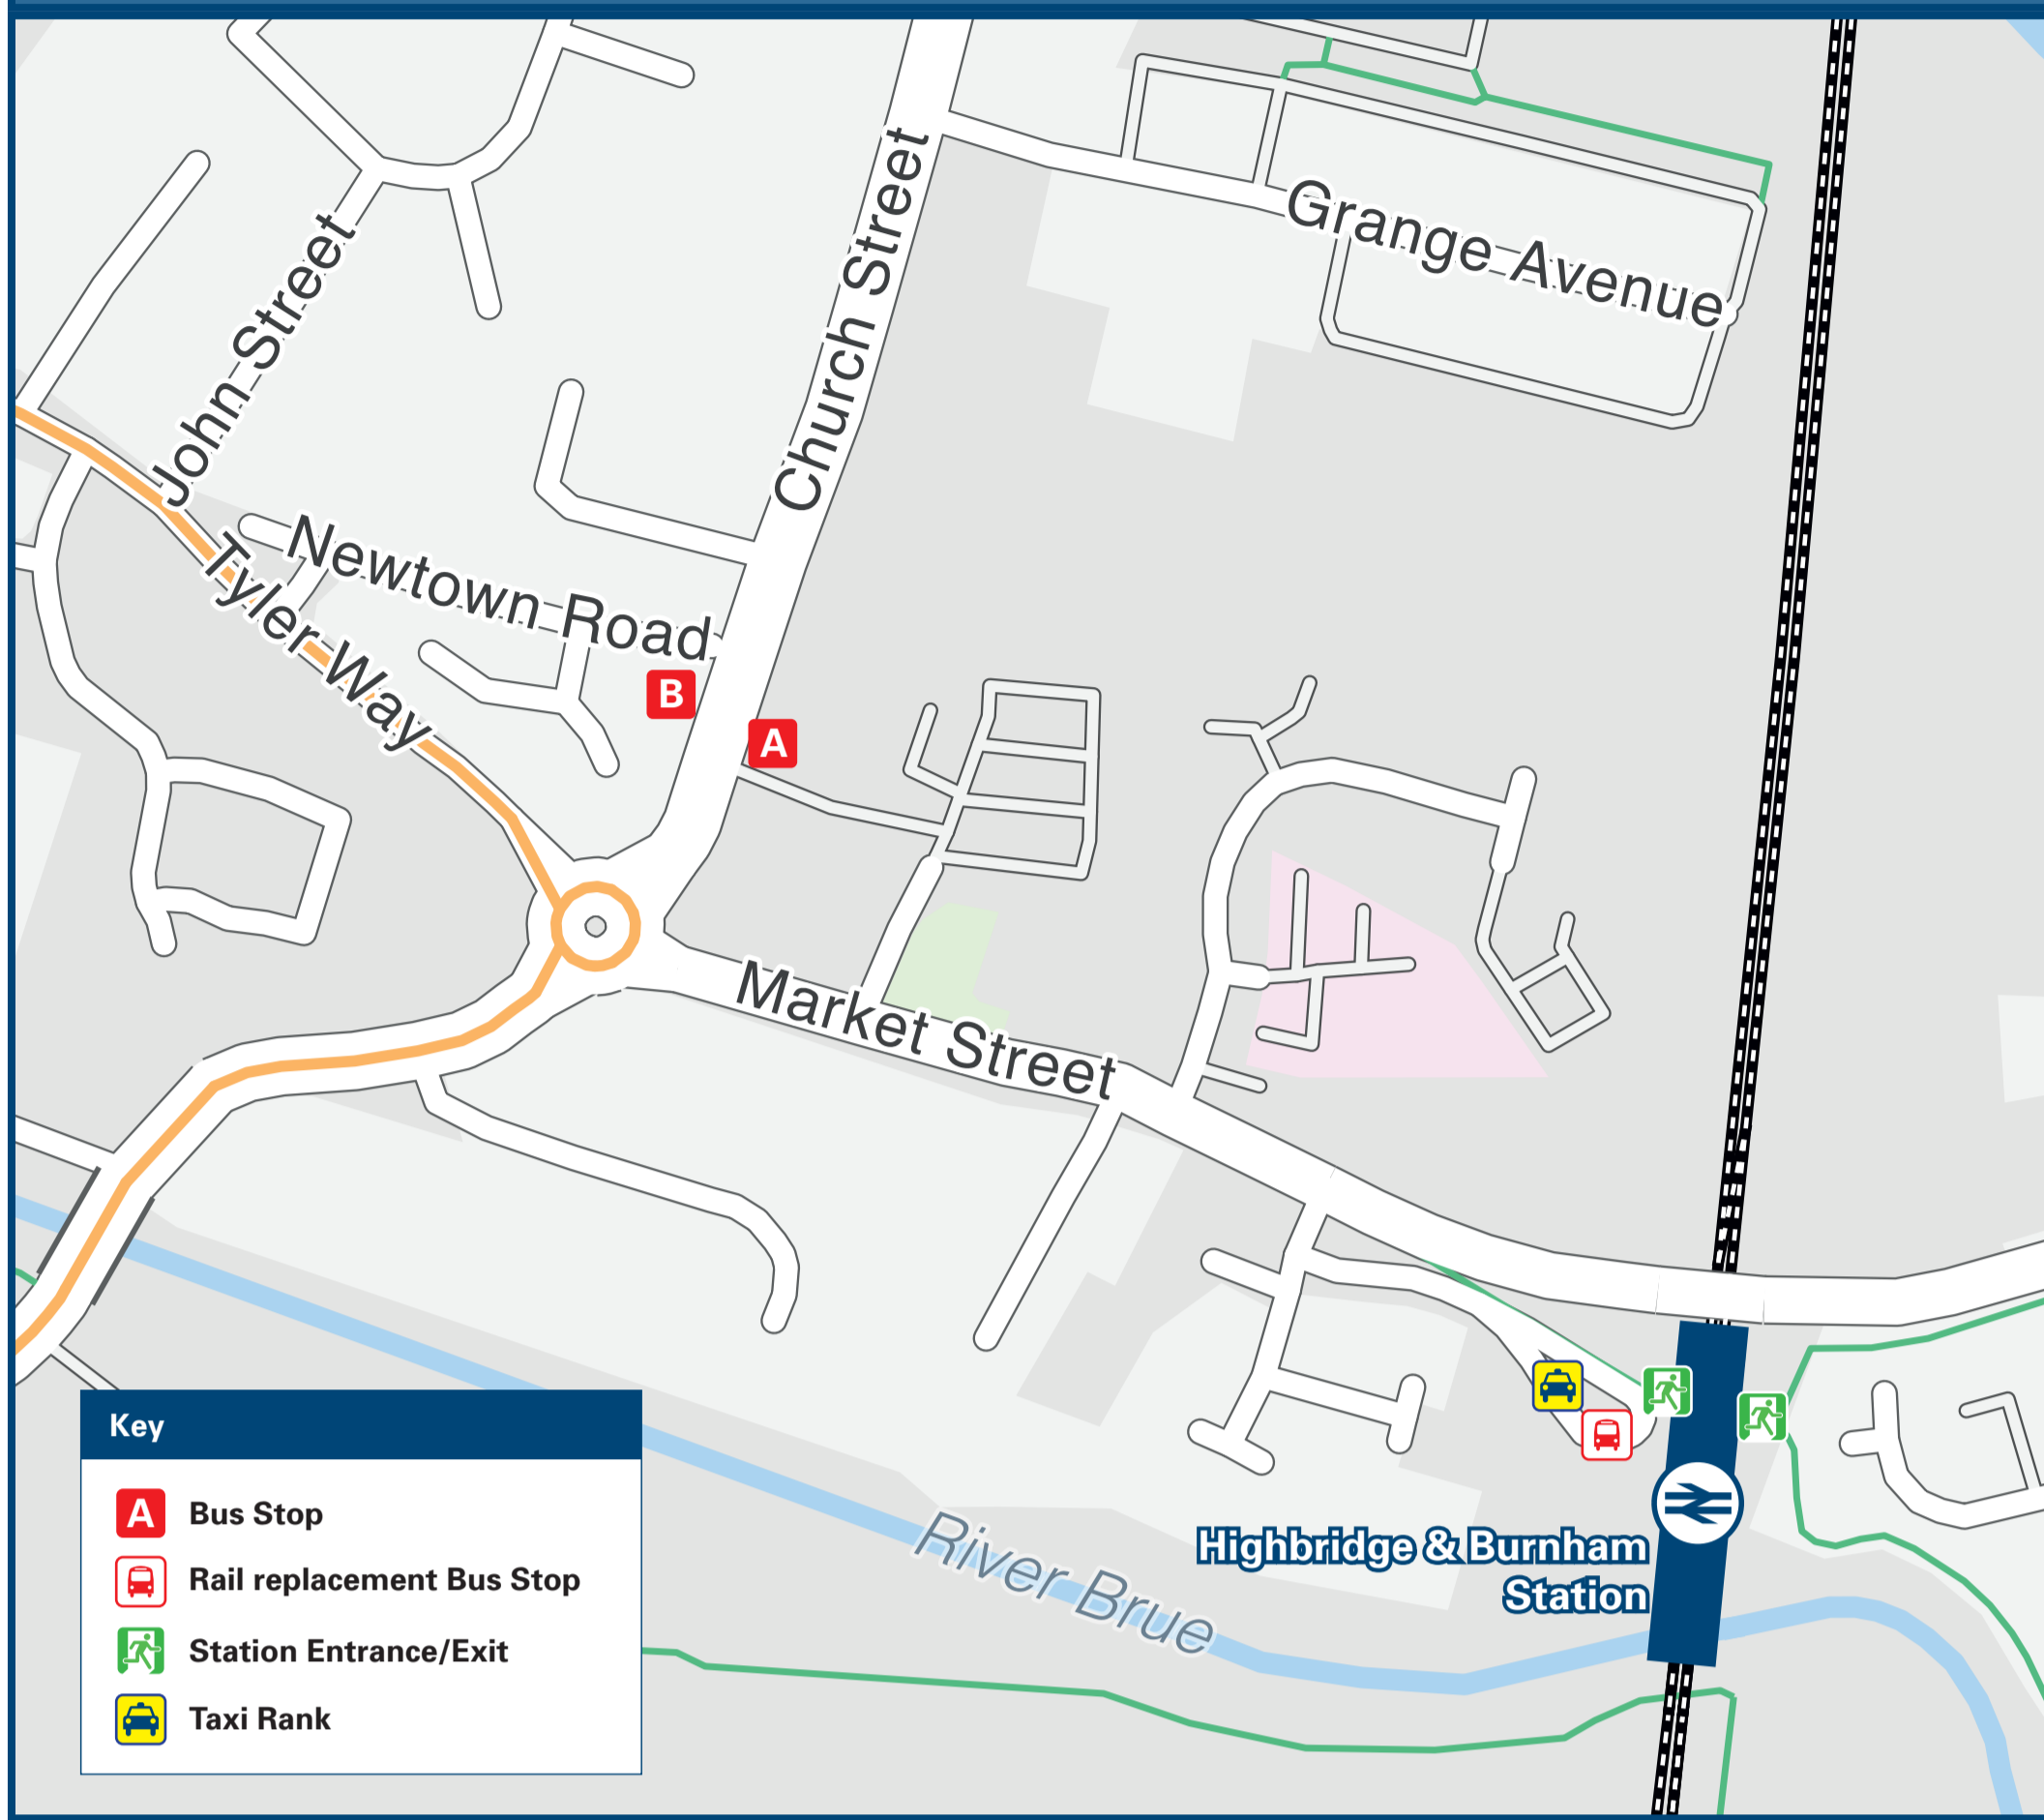 Grange Avenue
Church Street
John Street
Newtown Road
Tyler Way
B
A
Market Street
River Brue
Highbridge & Burnham
Station
Key
A Bus Stop
Rail replacement Bus Stop
Station Entrance/Exit
Taxi Rank